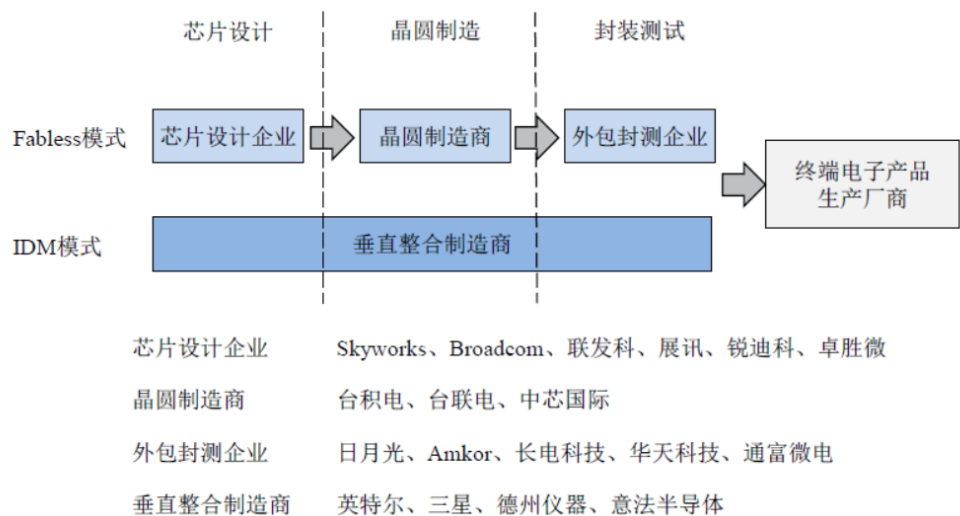 芯片设计 晶圆制造 封装测试
Fabless模式 芯片设计企业 晶圆制造商 外包封测企业
终端电子产品
生产厂商
IDM模式 垂直整合制造商
芯片设计企业 Skyworks、Broadcom、联发科、展讯、锐迪科、卓胜微
晶圆制造商 台积电、台联电、中芯国际
外包封测企业 日月光、Amkor、长电科技、华天科技、通富微电
垂直整合制造商 英特尔、三星、德州仪器、意法半导体